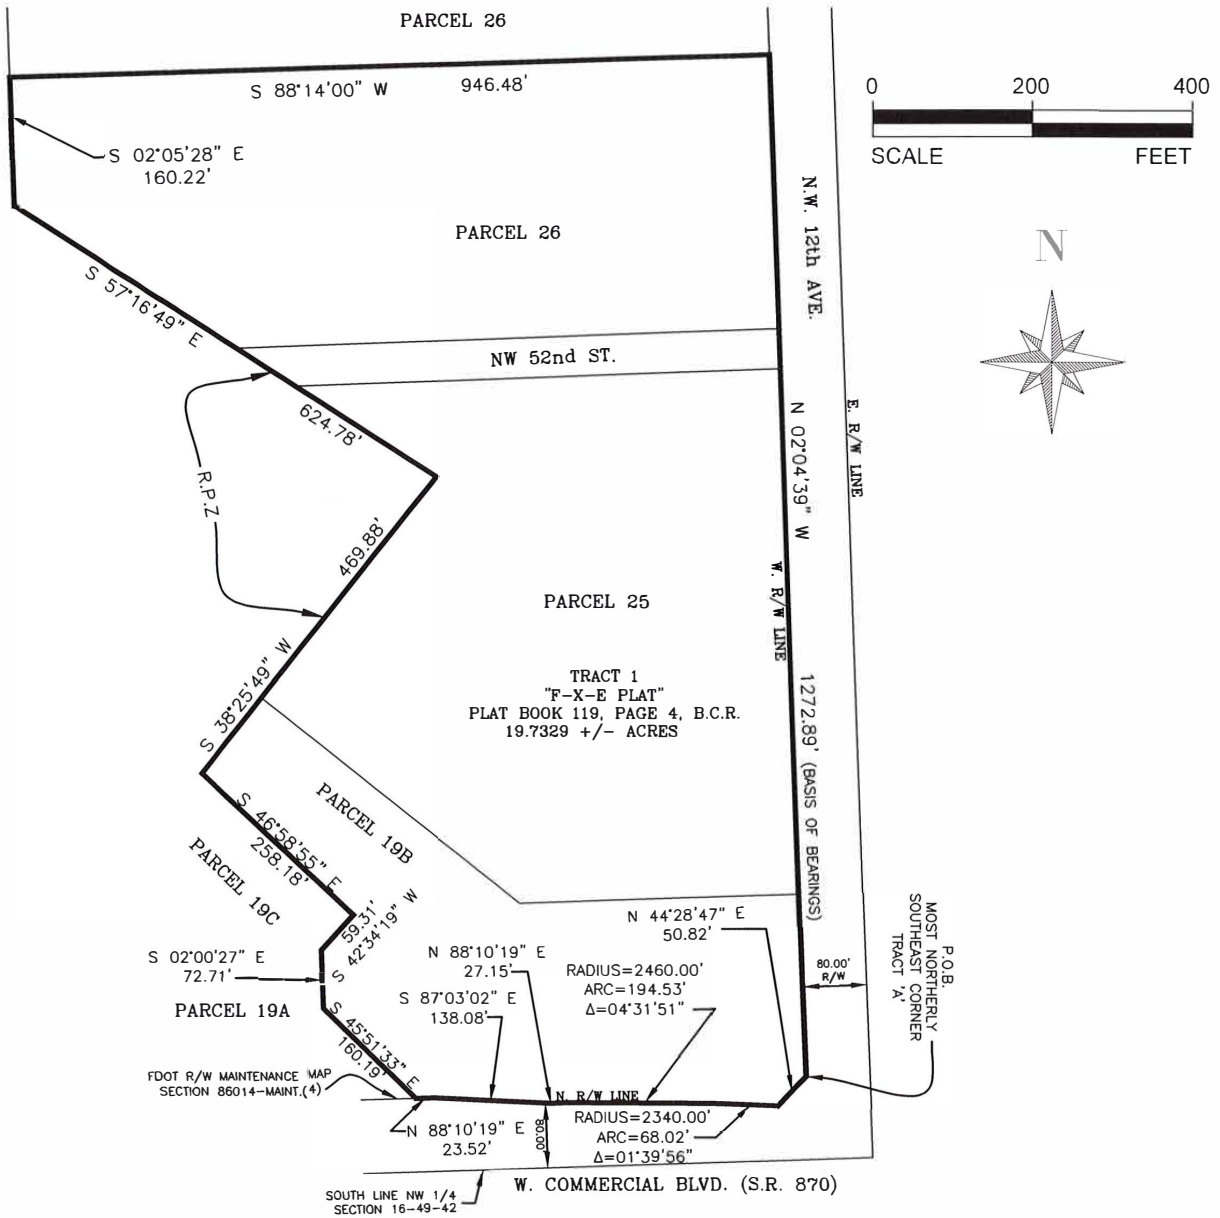 PARCEL 26
S 88°14'00" W 946.48'
0 200 400
SCALE FEET
S 02°05'28" E
160.22'
N
N.W. 12th AVE.
PARCEL 26
S 57°16'49" E
624.78'
NW 52nd ST.
R.P.Z
N 02°04'39" W
1272.89' (BASIS OF BEARINGS)
E. R/W LINE
W. R/W LINE
469.88'
S 38°25'49" W
PARCEL 25
TRACT 1
"F-X-E PLAT"
PLAT BOOK 119, PAGE 4, B.C.R.
19.7329 +/- ACRES
PARCEL 19B
S 46°58'55" E
258.18'
PARCEL 19C
59.31'
S 42°34'19" W
S 02°00'27" E
72.71'
PARCEL 19A
S 45°51'33" E
160.19'
N 88°10'19" E
27.15'
S 87°03'02" E
138.08'
RADIUS=2460.00'
ARC=194.53'
Δ=04°31'51"
N 44°28'47" E
50.82'
80.00'
R/W
P.O.B.
MOST NORTHERLY
SOUTHEAST CORNER
TRACT 'A'
FDOT R/W MAINTENANCE MAP
SECTION 86014-MAINT.(4)
N. R/W LINE
N 88°10'19" E
23.52'
80.00'
RADIUS=2340.00'
ARC=68.02'
Δ=01°39'56"
W. COMMERCIAL BLVD. (S.R. 870)
SOUTH LINE NW 1/4
SECTION 16-49-42